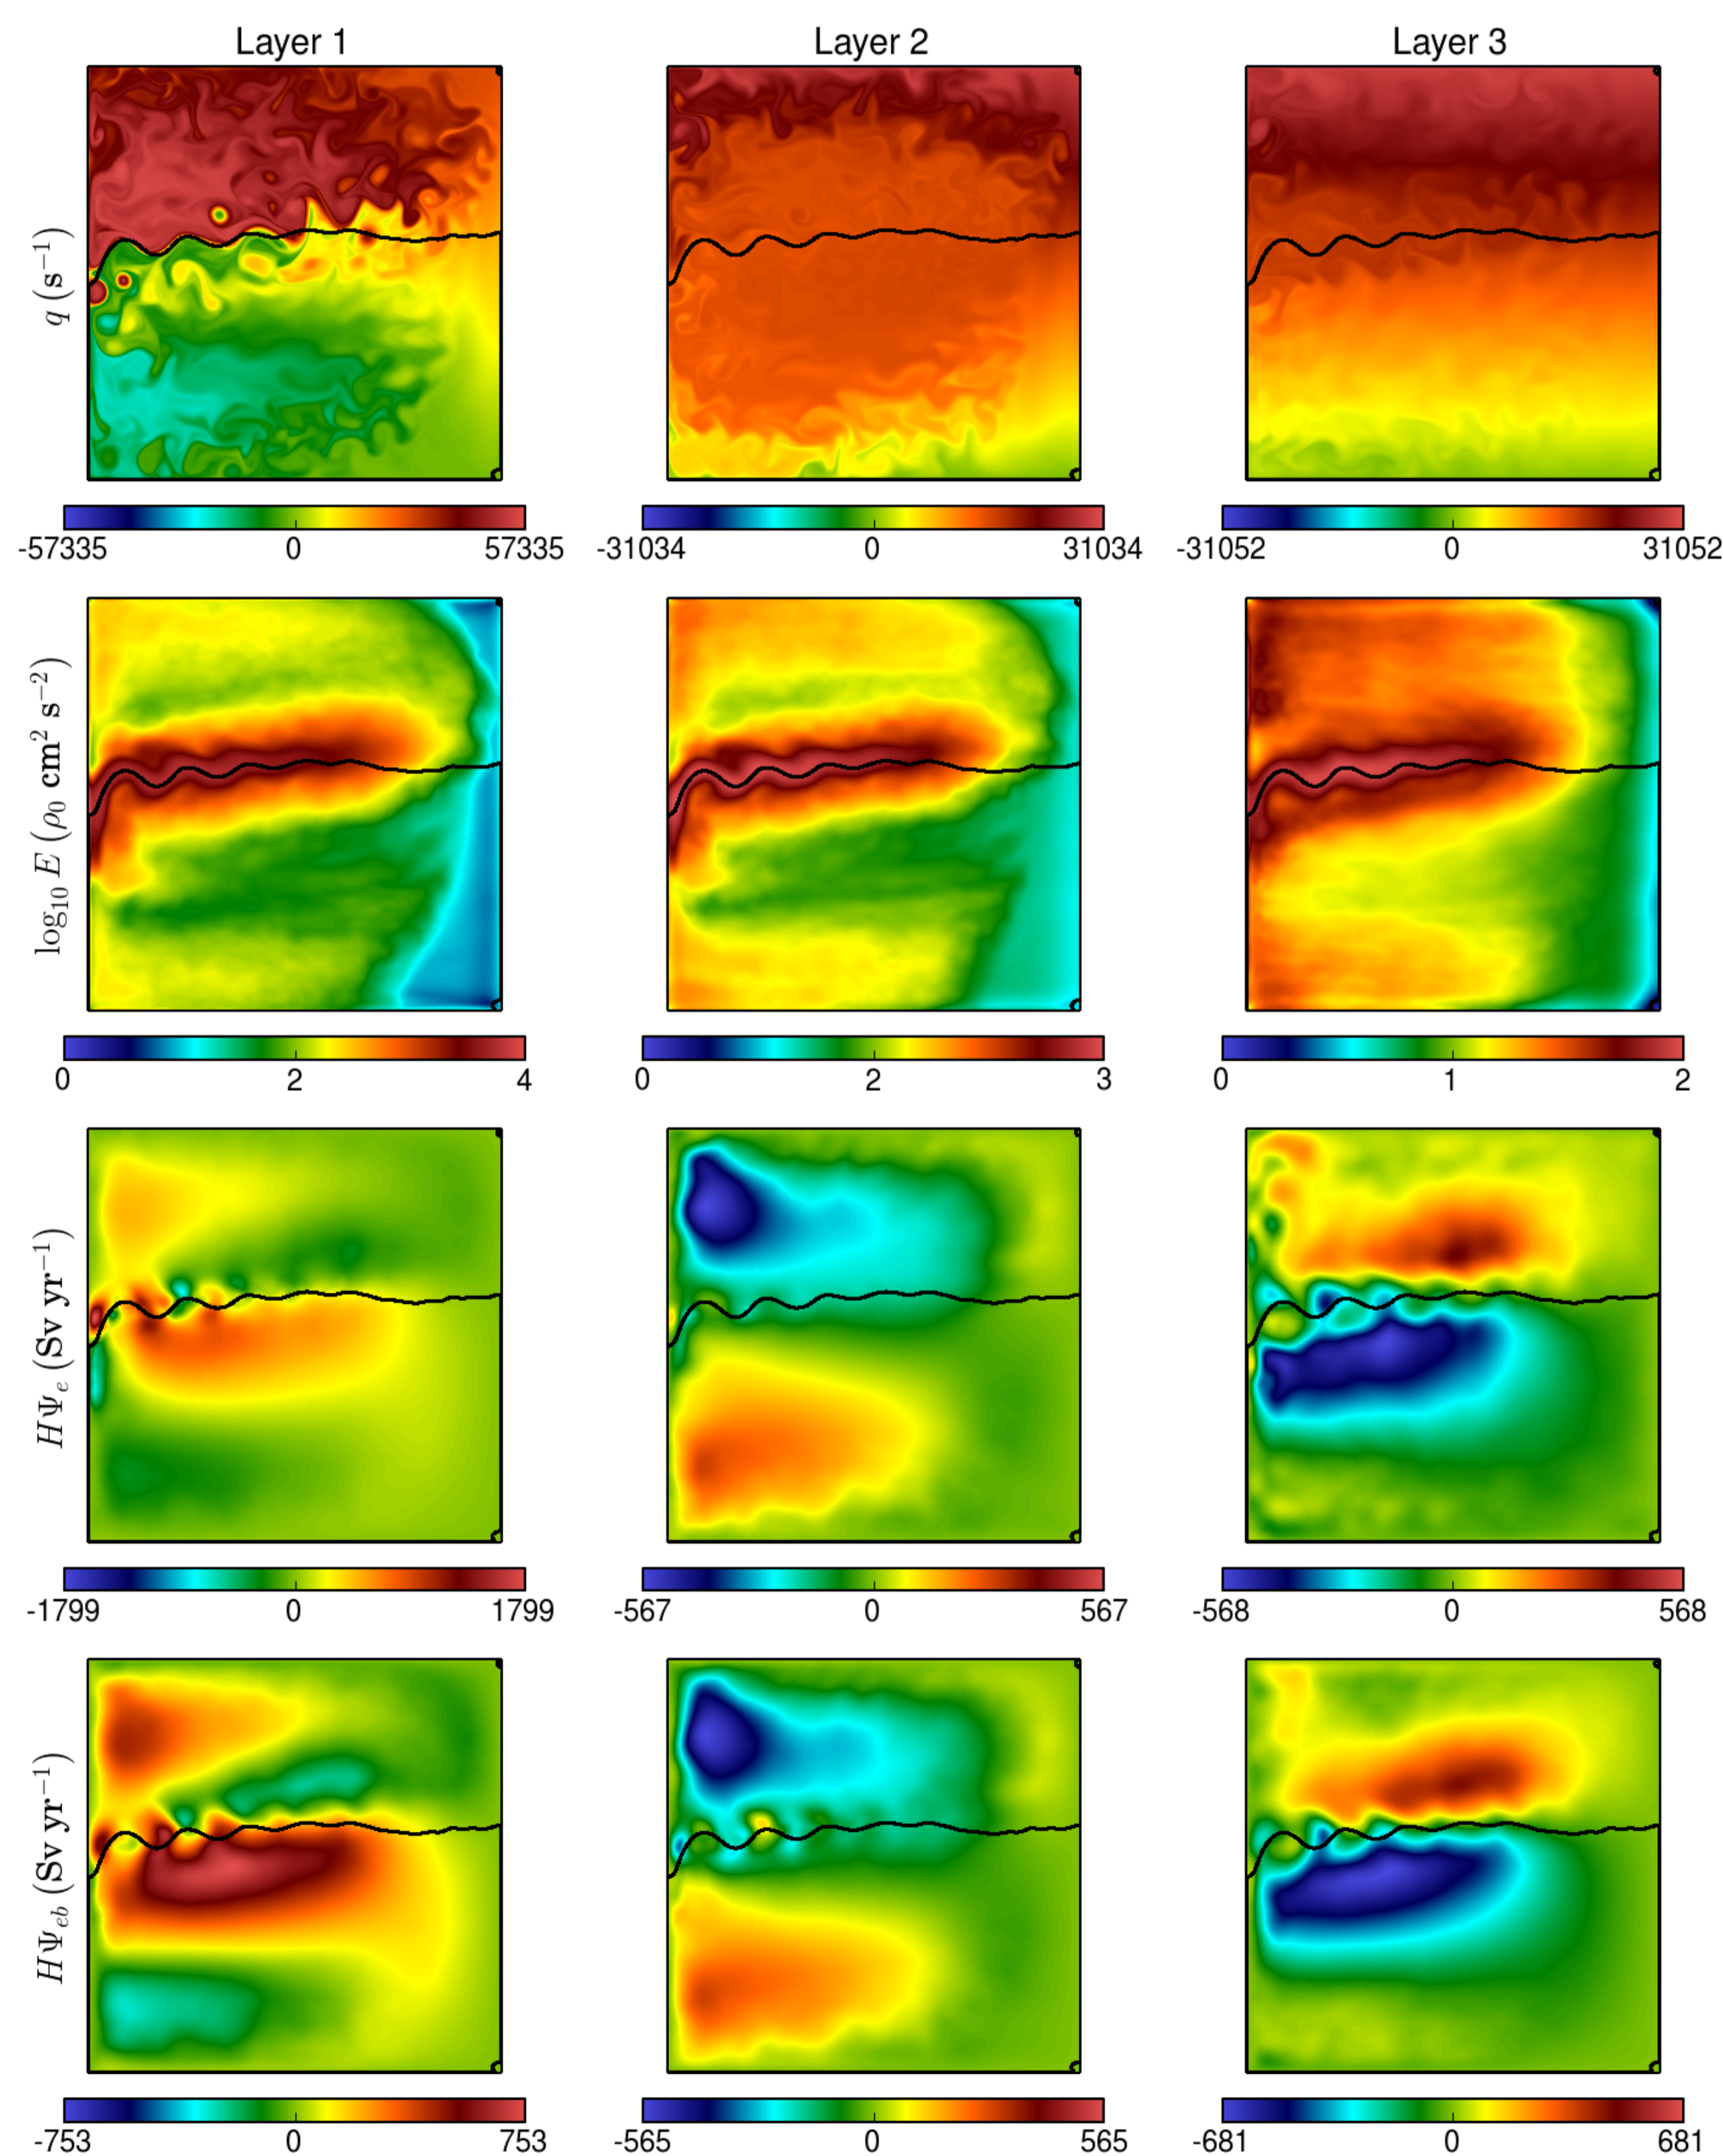 Layer 1 Layer 2 Layer 3
q (s⁻¹)
-57335 0 57335 -31034 0 31034 -31052 0 31052
log₁₀ E (ρ₀ cm² s⁻²)
0 2 4 0 2 3 0 1 2
HΨₑ (Sv yr⁻¹)
-1799 0 1799 -567 0 567 -568 0 568
HΨ_eb (Sv yr⁻¹)
-753 0 753 -565 0 565 -681 0 681